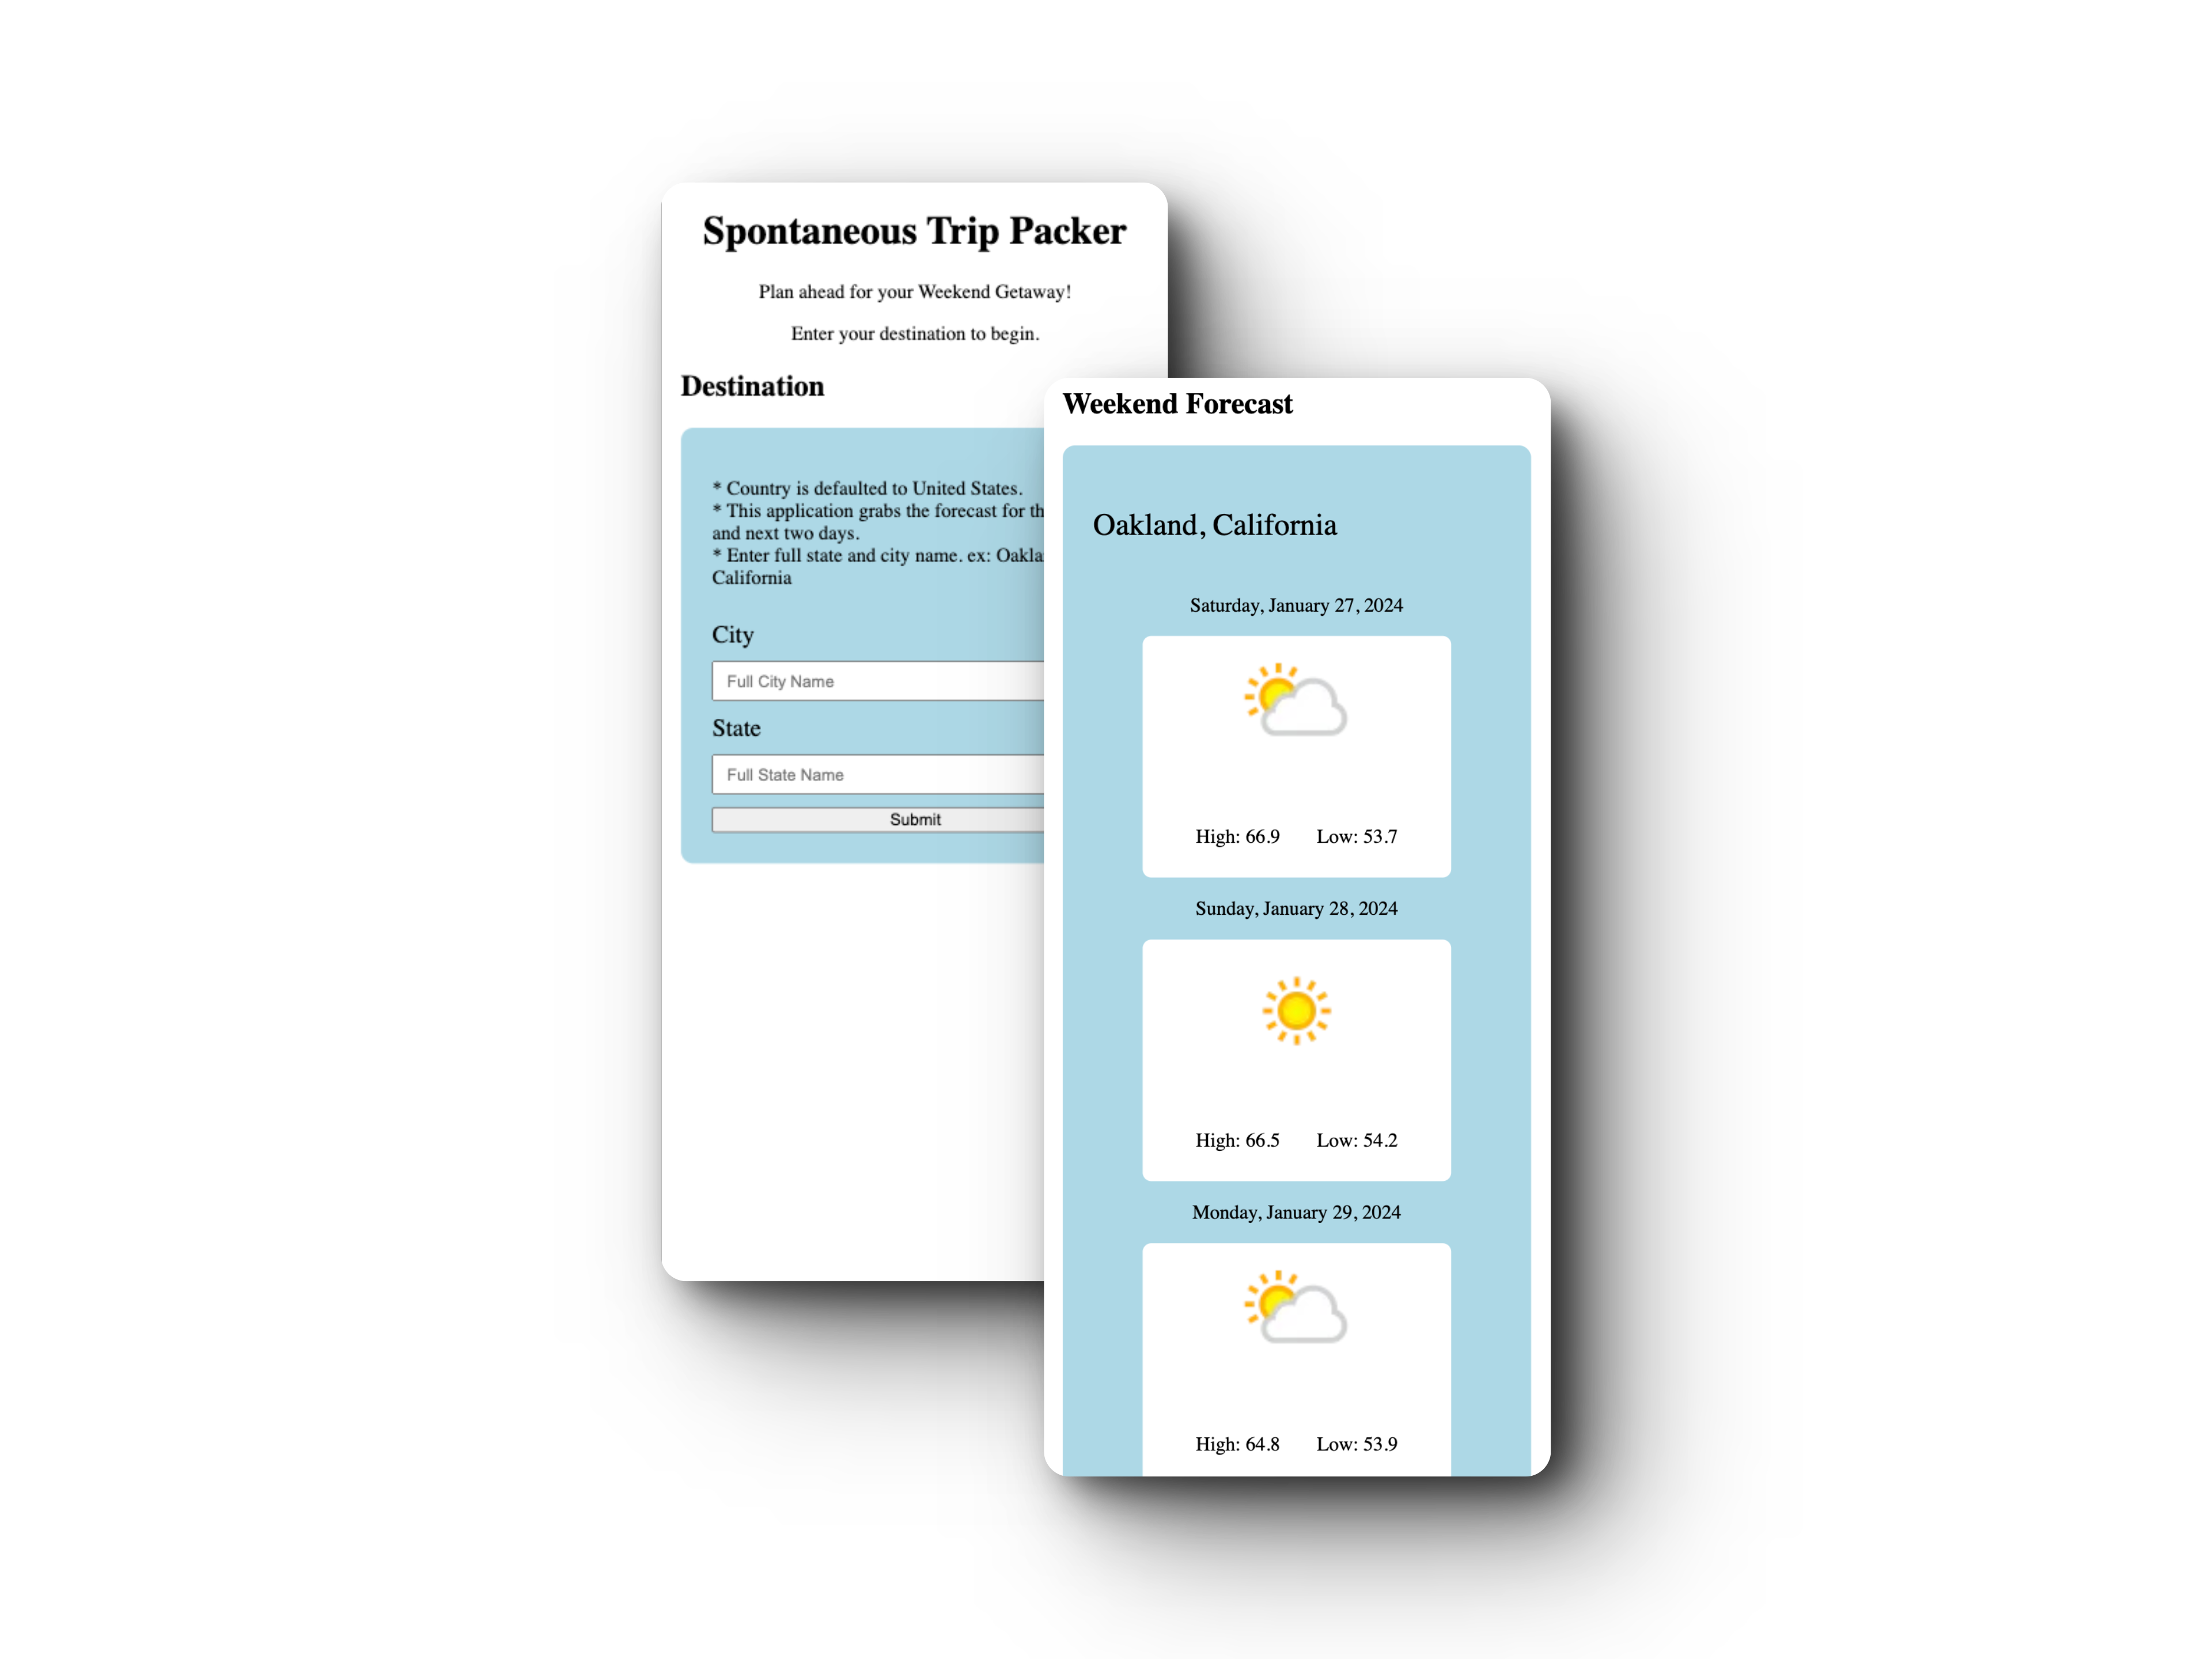 Spontaneous Trip Packer
Plan ahead for your Weekend Getaway!
Enter your destination to begin.
Destination
* Country is defaulted to United States.
* This application grabs the forecast for
and next two days.
* Enter full state and city name. ex:
California
City
Full City Name
State
Full State Name
Submit
Weekend Forecast
Oakland, California
Saturday, January 27, 2024
High: 66.9 Low: 53.7
Sunday, January 28, 2024
High: 66.5 Low: 54.2
Monday, January 29, 2024
High: 64.8 Low: 53.9